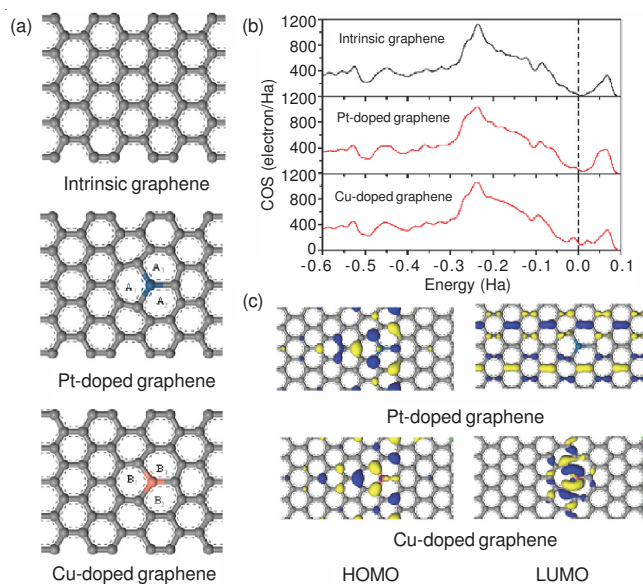 (a)
Intrinsic graphene
A
A
A
Pt-doped graphene
B
B
B
Cu-doped graphene
(b)
1200
800
400
1200
800
400
1200
800
400
0
Intrinsic graphene
Pt-doped graphene
Cu-doped graphene
COS (electron/Ha)
-0.6 -0.5 -0.4 -0.3 -0.2 -0.1 0.0 0.1
Energy (Ha)
(c)
Pt-doped graphene
Cu-doped graphene
HOMO LUMO